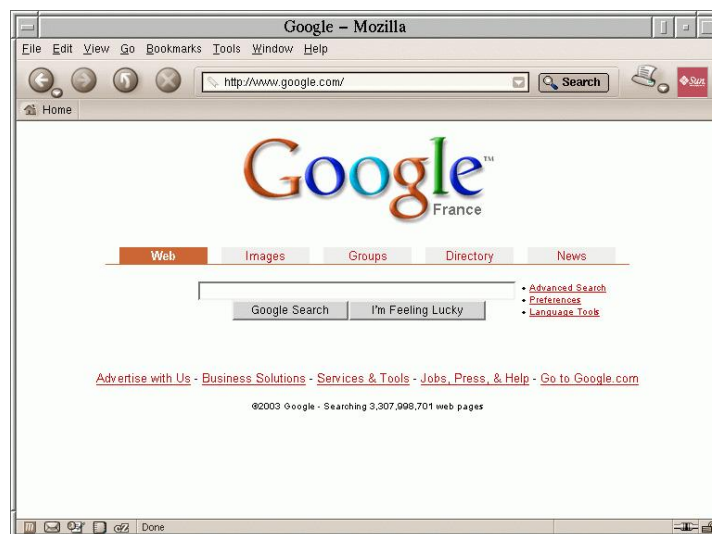 Google – Mozilla
File Edit View Go Bookmarks Tools Window Help
http://www.google.com/ Search Sun
Home
Google™
France
Web Images Groups Directory News
Advanced Search
Preferences
Google Search I'm Feeling Lucky Language Tools
Advertise with Us - Business Solutions - Services & Tools - Jobs, Press, & Help - Go to Google.com
©2003 Google - Searching 3,307,998,701 web pages
Done